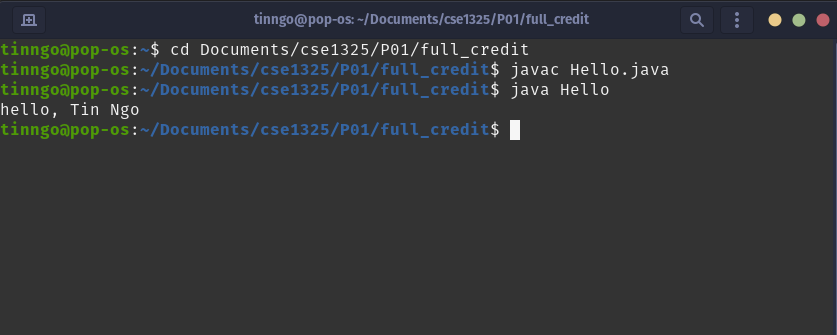 tinngo@pop-os: ~/Documents/cse1325/P01/full_credit
tinngo@pop-os:~$ cd Documents/cse1325/P01/full_credit
tinngo@pop-os:~/Documents/cse1325/P01/full_credit$ javac Hello.java
tinngo@pop-os:~/Documents/cse1325/P01/full_credit$ java Hello
hello, Tin Ngo
tinngo@pop-os:~/Documents/cse1325/P01/full_credit$